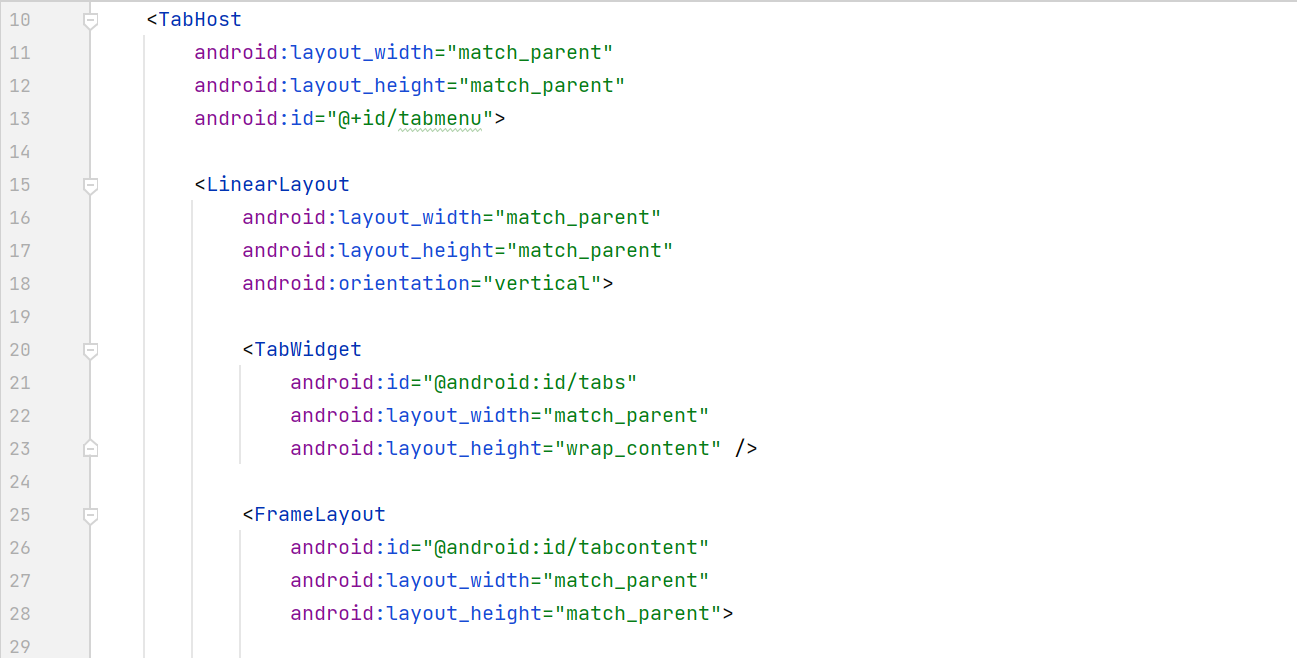 10 <TabHost
11 android:layout_width="match_parent"
12 android:layout_height="match_parent"
13 android:id="@+id/tabmenu">
14
15 <LinearLayout
16 android:layout_width="match_parent"
17 android:layout_height="match_parent"
18 android:orientation="vertical">
19
20 <TabWidget
21 android:id="@android:id/tabs"
22 android:layout_width="match_parent"
23 android:layout_height="wrap_content" />
24
25 <FrameLayout
26 android:id="@android:id/tabcontent"
27 android:layout_width="match_parent"
28 android:layout_height="match_parent">
29